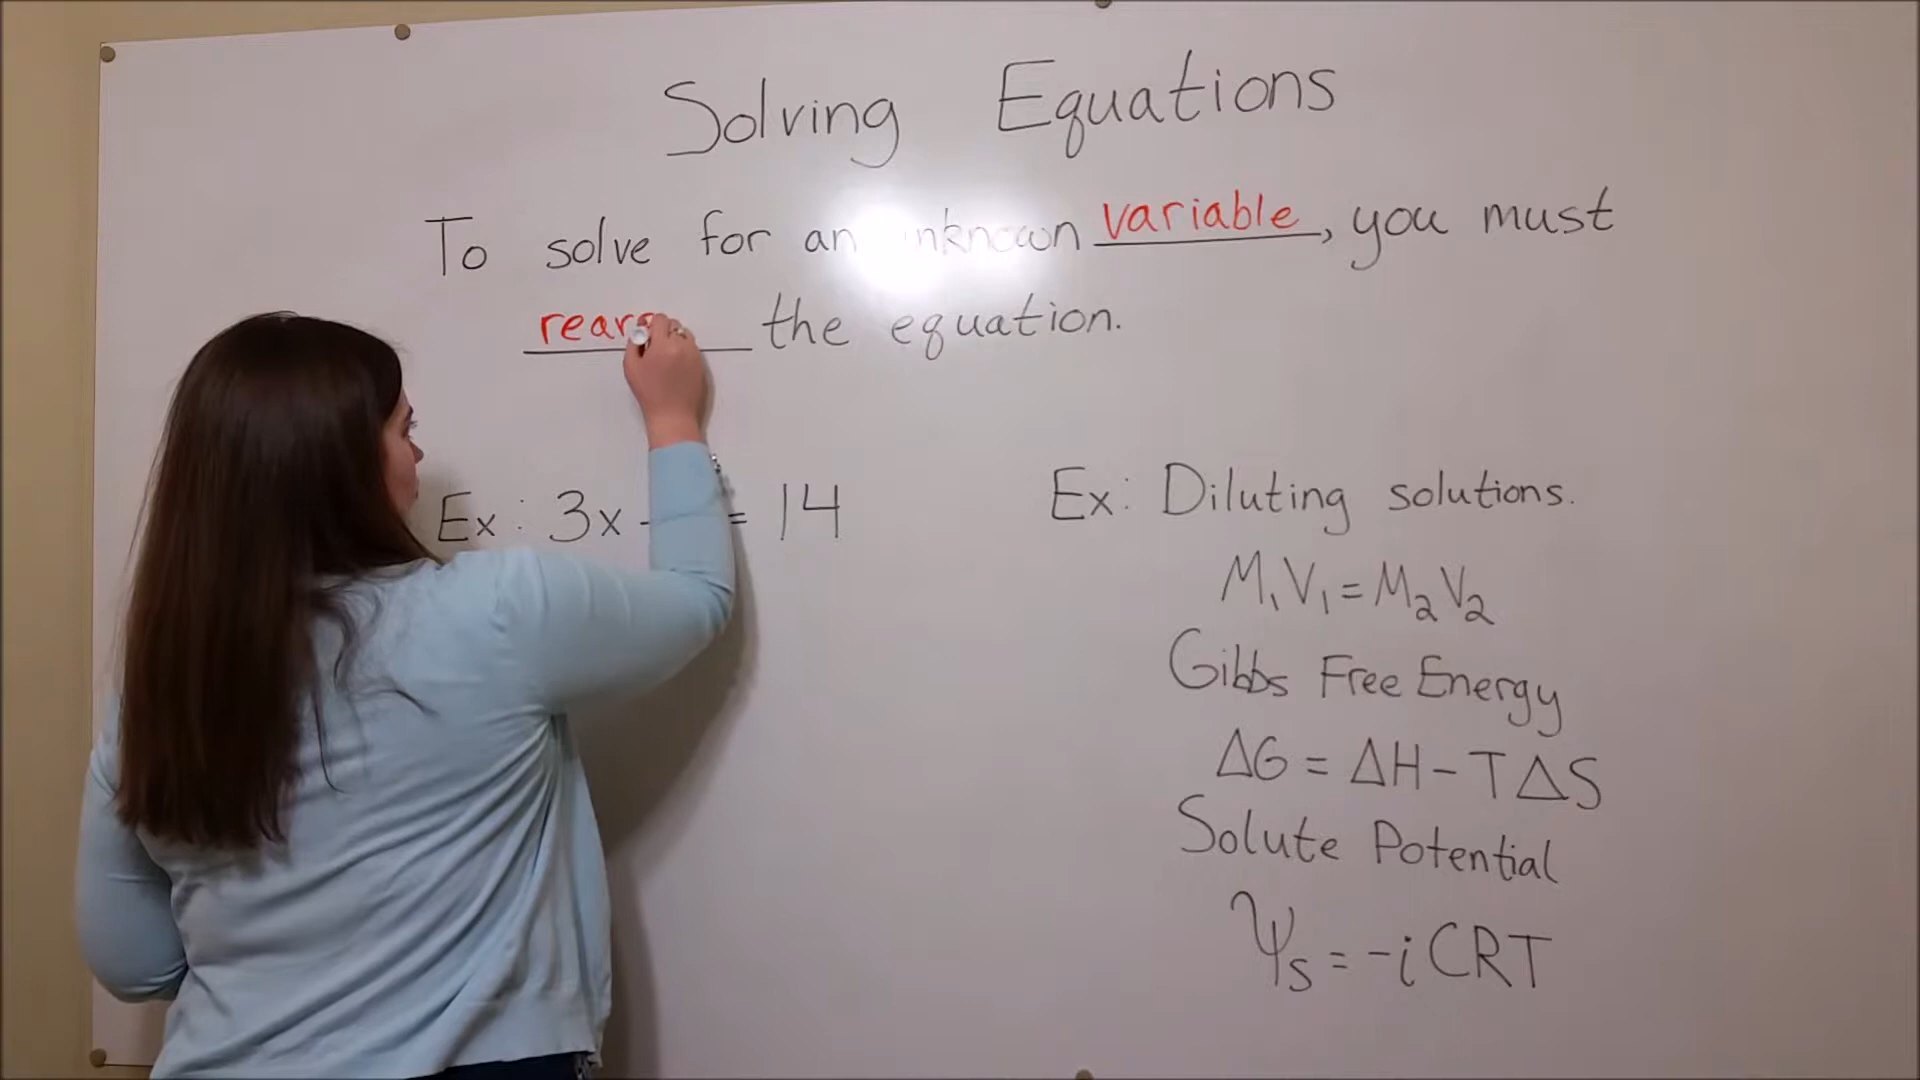 Solving Equations
To solve for an unknown variable, you must
rear the equation.
Ex: 3x - = 14
Ex: Diluting solutions.
M₁V₁ = M₂V₂
Gibbs Free Energy
ΔG = ΔH - TΔS
Solute Potential
Ψₛ = -iCRT